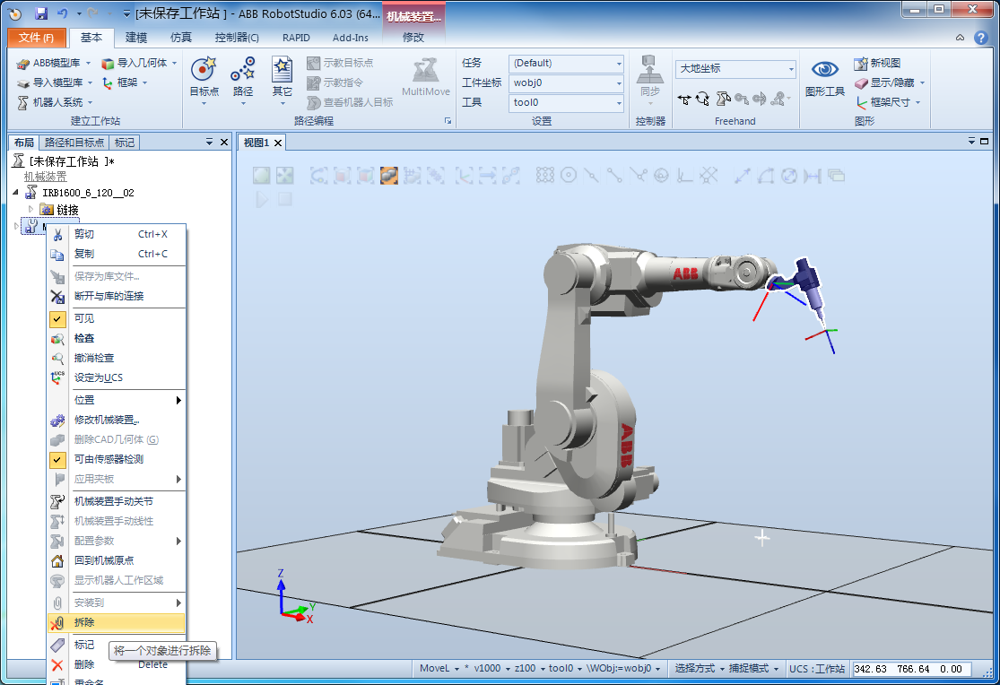 [未保存工作站 ] - ABB RobotStudio 6.03 (64...
机械装置...
文件 (F) 基本 建模 仿真 控制器(C) RAPID Add-Ins 修改
ABB模型库 导入几何体
导入模型库 框架
机器人系统
建立工作站
目标点 路径 其它
示教目标点
示教指令
查看机器人目标
MultiMove
路径编程
任务 (Default)
工件坐标 wobj0
工具 tool0
设置
同步
控制器
大地坐标
Freehand
图形工具
新视图
显示/隐藏
框架尺寸
图形
布局 路径和目标点 标记
视图1
[未保存工作站 ]*
机械装置
IRB1600_6_120__02
链接
剪切 Ctrl+X
复制 Ctrl+C
保存为库文件...
断开与库的连接
可见
检查
撤消检查
UCS 设定为UCS
位置
修改机械装置...
删除CAD几何体 (G)
可由传感器检测
应用夹板
机械装置手动关节
机械装置手动线性
配置参数
回到机械原点
显示机器人工作区域
安装到
拆除
标记
将一个对象进行拆除
删除 Delete
重命名
ABB
ABB
Z
Y
X
MoveL * v1000 z100 tool0 \WObj:=wobj0 选择方式 捕捉模式 UCS : 工作站 342.63 766.64 0.00